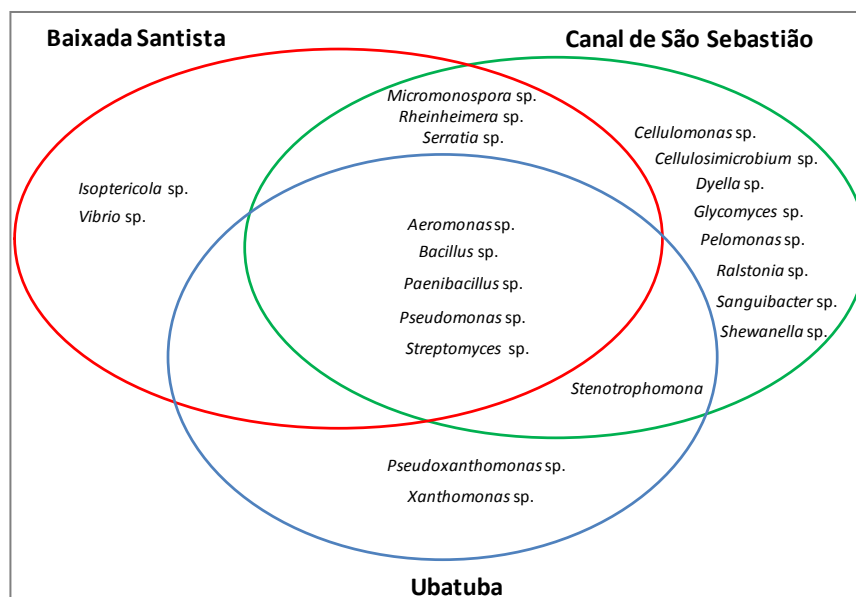 Baixada Santista
Canal de São Sebastião
Micromonospora sp.
Rheinheimera sp.
Serratia sp.
Isoptericola sp.
Vibrio sp.
Aeromonas sp.
Bacillus sp.
Paenibacillus sp.
Pseudomonas sp.
Streptomyces sp.
Cellulomonas sp.
Cellulosimicrobium sp.
Dyella sp.
Glycomyces sp.
Pelomonas sp.
Ralstonia sp.
Sanguibacter sp.
Shewanella sp.
Stenotrophomona
Pseudoxanthomonas sp.
Xanthomonas sp.
Ubatuba